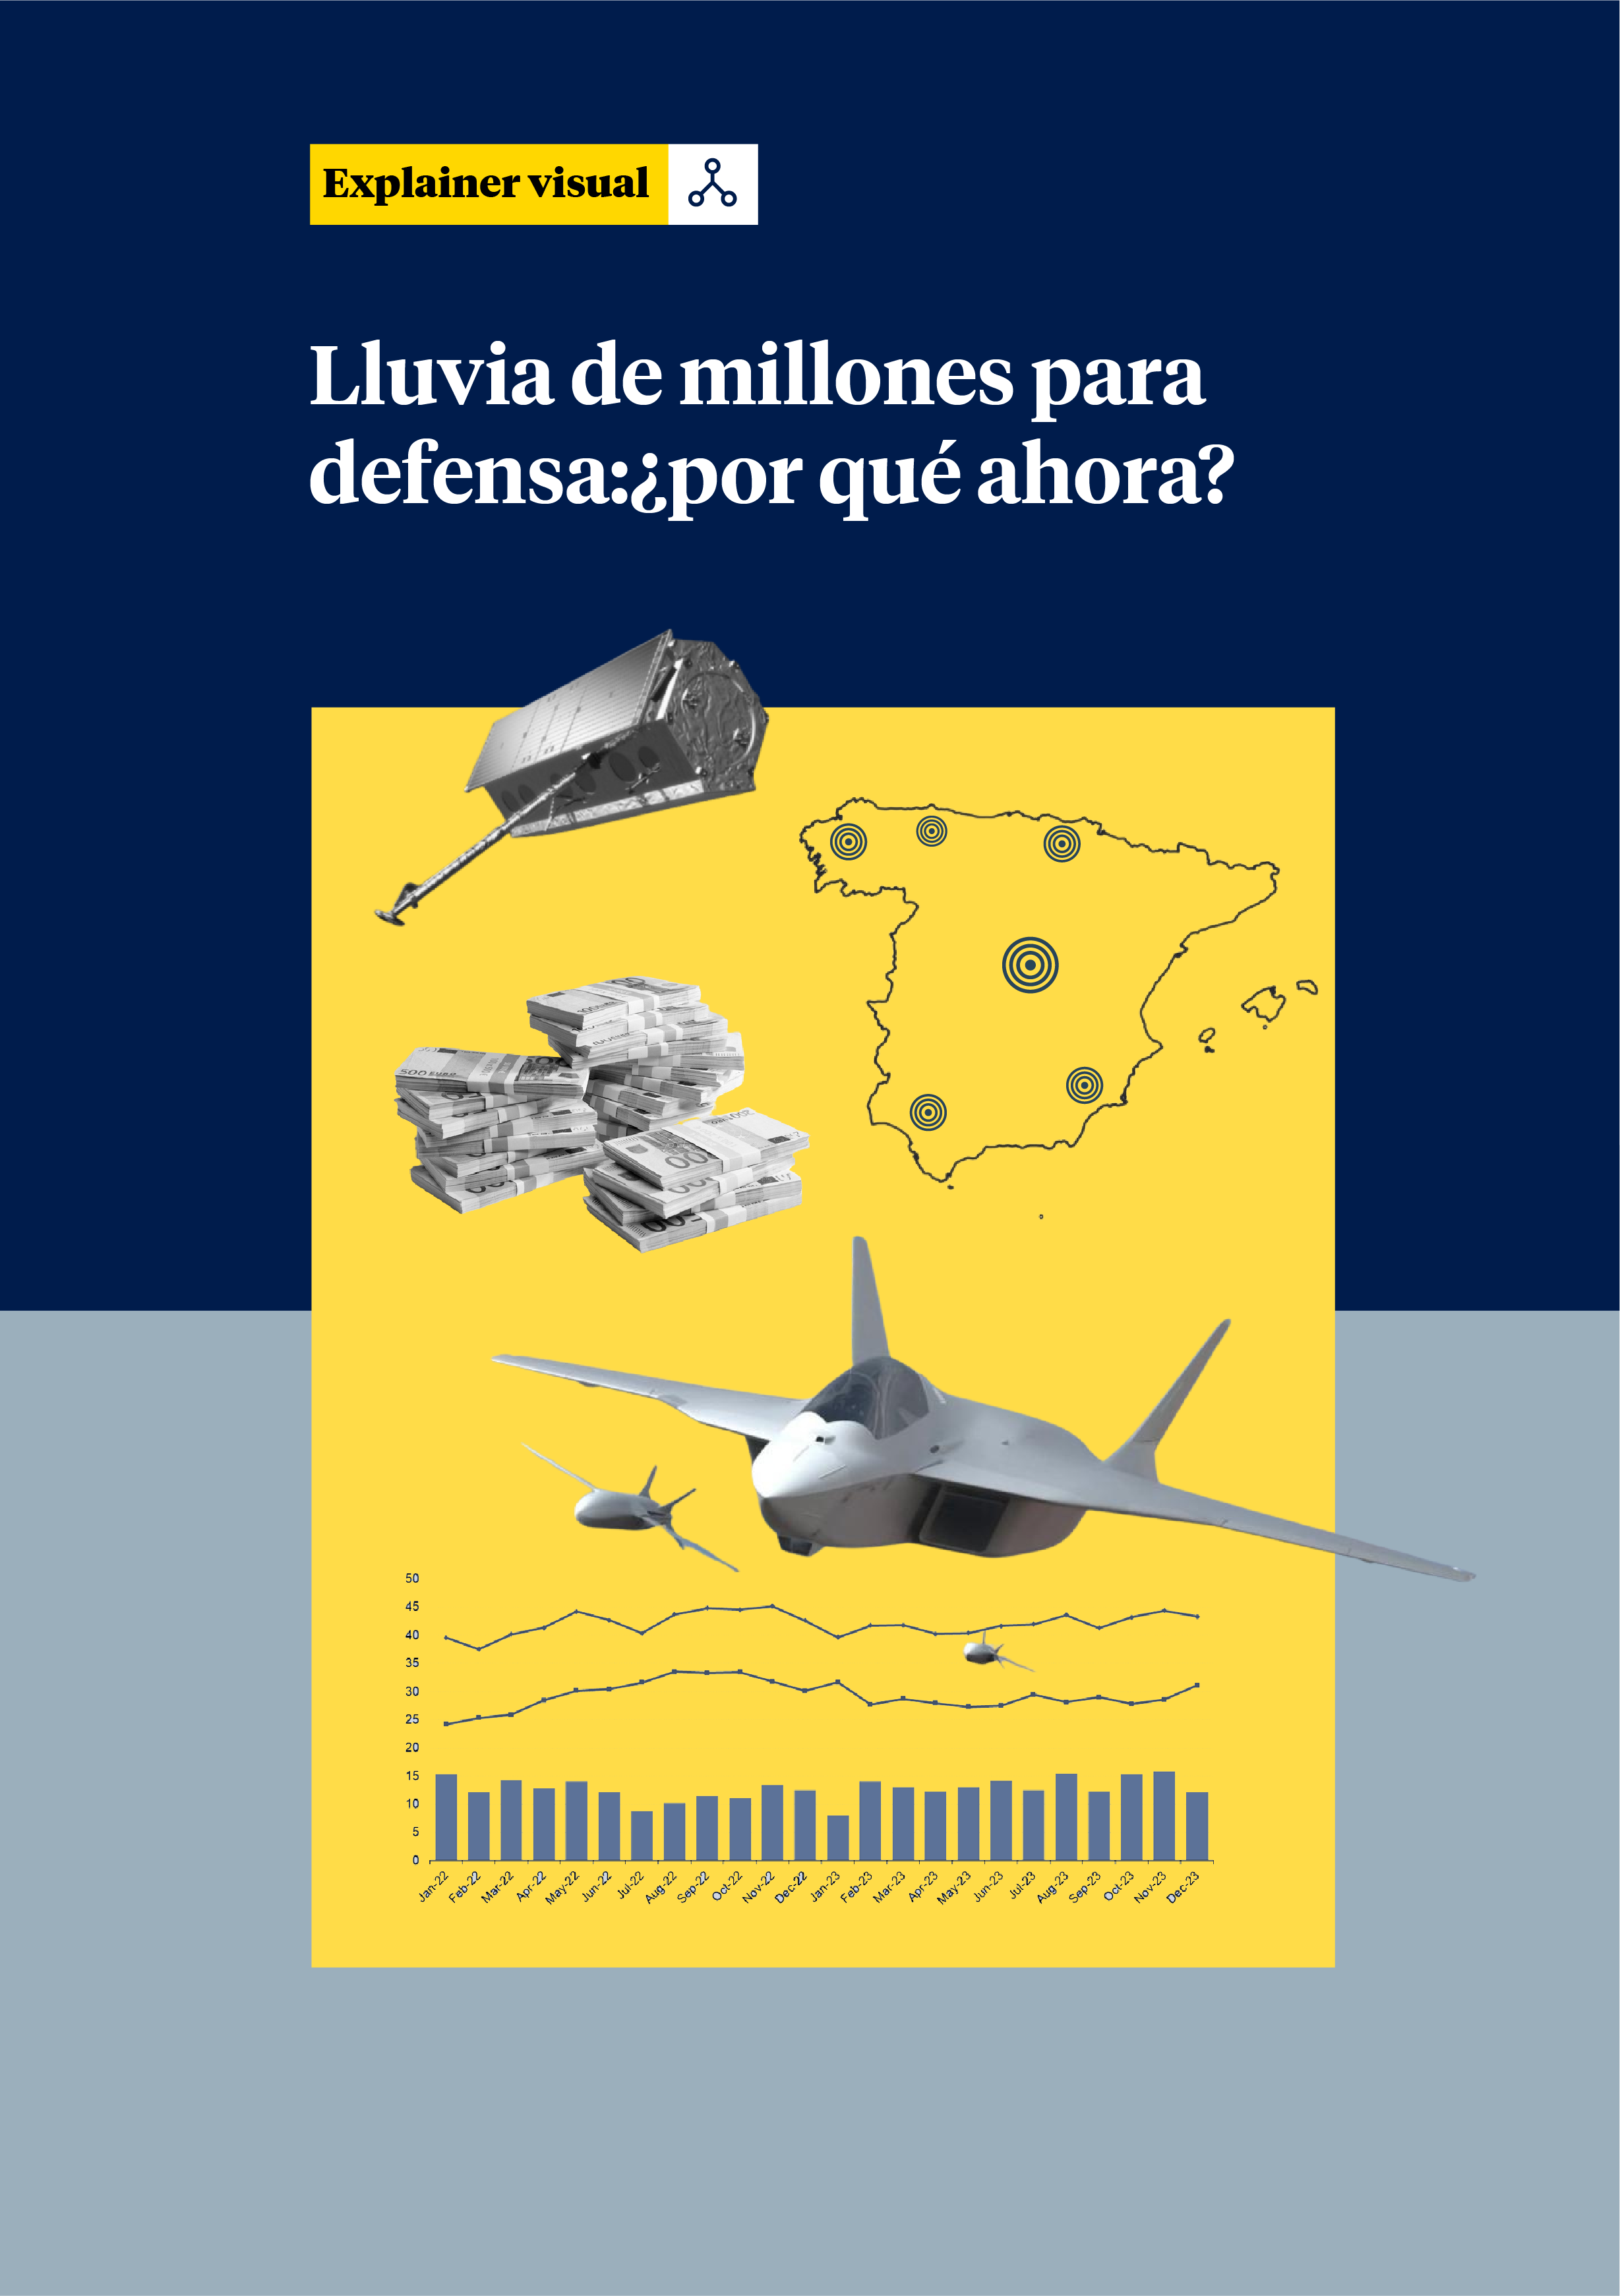 Explainer visual
Lluvia de millones para
defensa:¿por qué ahora?
500 EURO
50
45
40
35
30
25
20
15
10
5
0
Jan-22 Feb-22 Mar-22 Apr-22 May-22 Jun-22 Jul-22 Aug-22 Sep-22 Oct-22 Nov-22 Dec-22 Jan-23 Feb-23 Mar-23 Apr-23 May-23 Jun-23 Jul-23 Aug-23 Sep-23 Oct-23 Nov-23 Dec-23